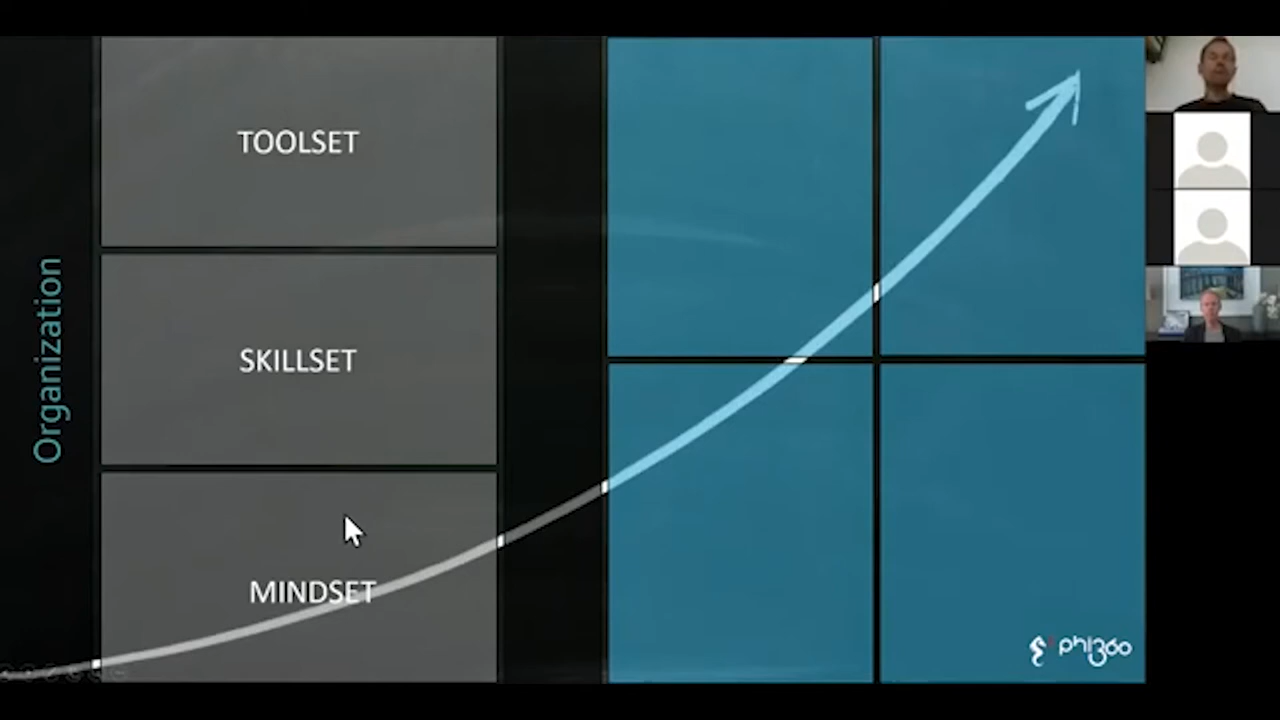 Organization
TOOLSET
SKILLSET
MINDSET
phi360